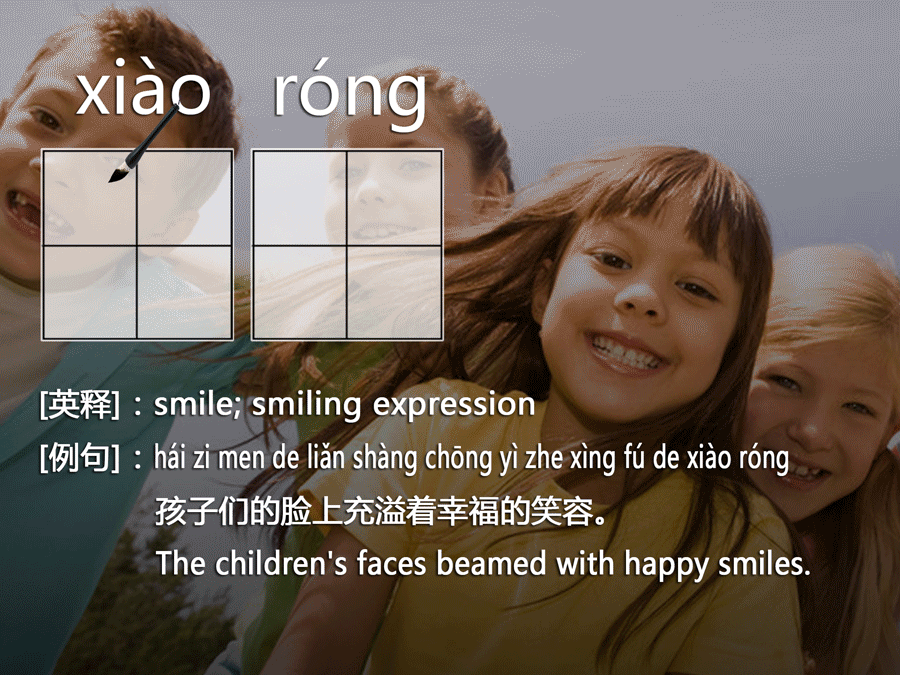 xiào róng
[英释]：smile; smiling expression
[例句]：hái zi men de liǎn shàng chōng yì zhe xìng fú de xiào róng
孩子们的脸上充溢着幸福的笑容。
The children's faces beamed with happy smiles.